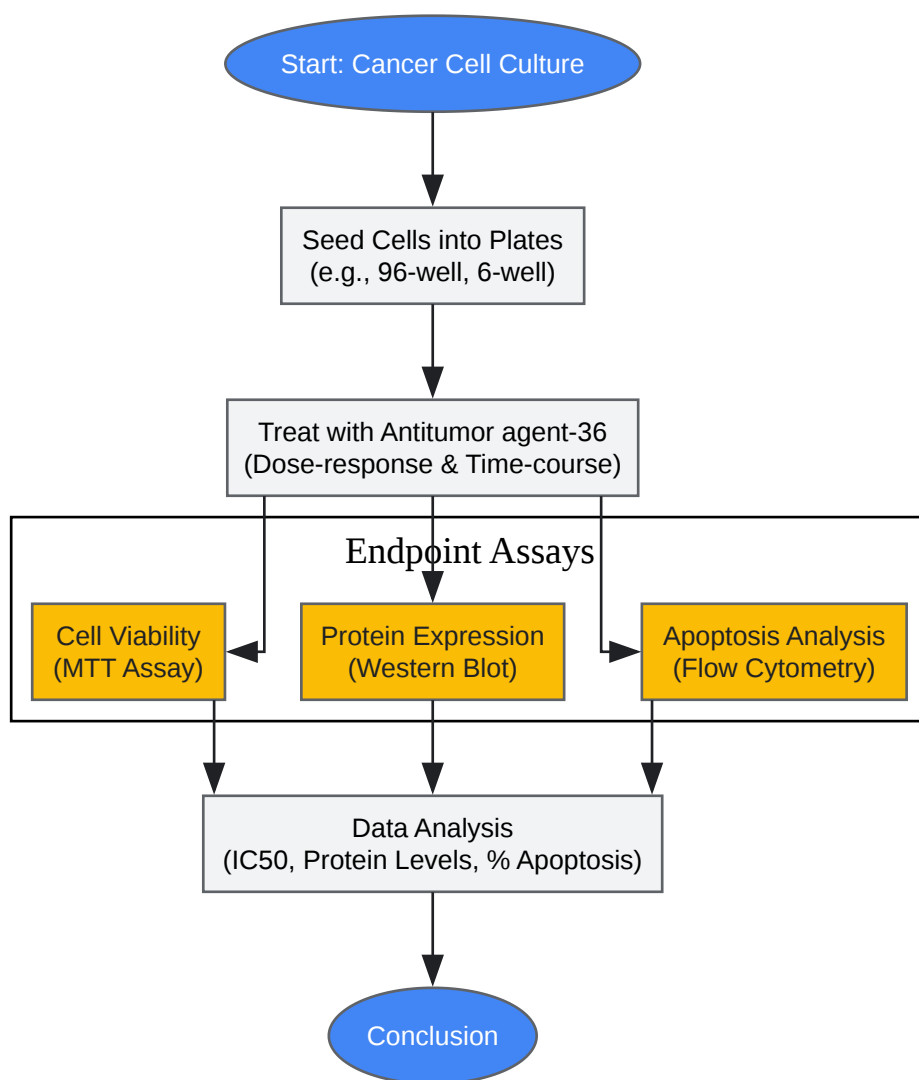 Start: Cancer Cell Culture
Seed Cells into Plates
(e.g., 96-well, 6-well)
Treat with Antitumor agent-36
(Dose-response & Time-course)
Endpoint Assays
Cell Viability
(MTT Assay)
Protein Expression
(Western Blot)
Apoptosis Analysis
(Flow Cytometry)
Data Analysis
(IC50, Protein Levels, % Apoptosis)
Conclusion